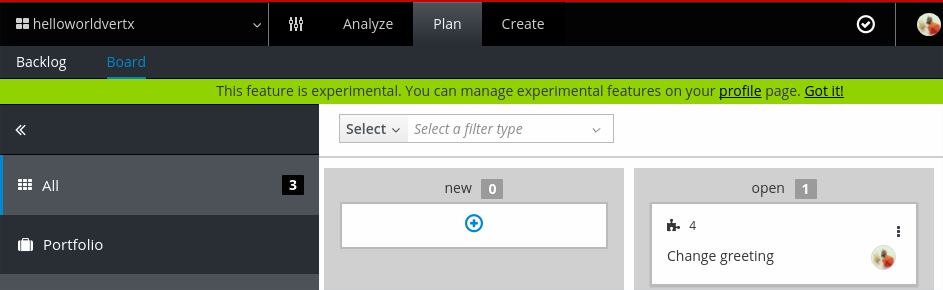 helloworldvertx Analyze Plan Create
Backlog Board
This feature is experimental. You can manage experimental features on your profile page. Got it!
Select Select a filter type
All 3
new 0 open 1
4
Portfolio
Change greeting